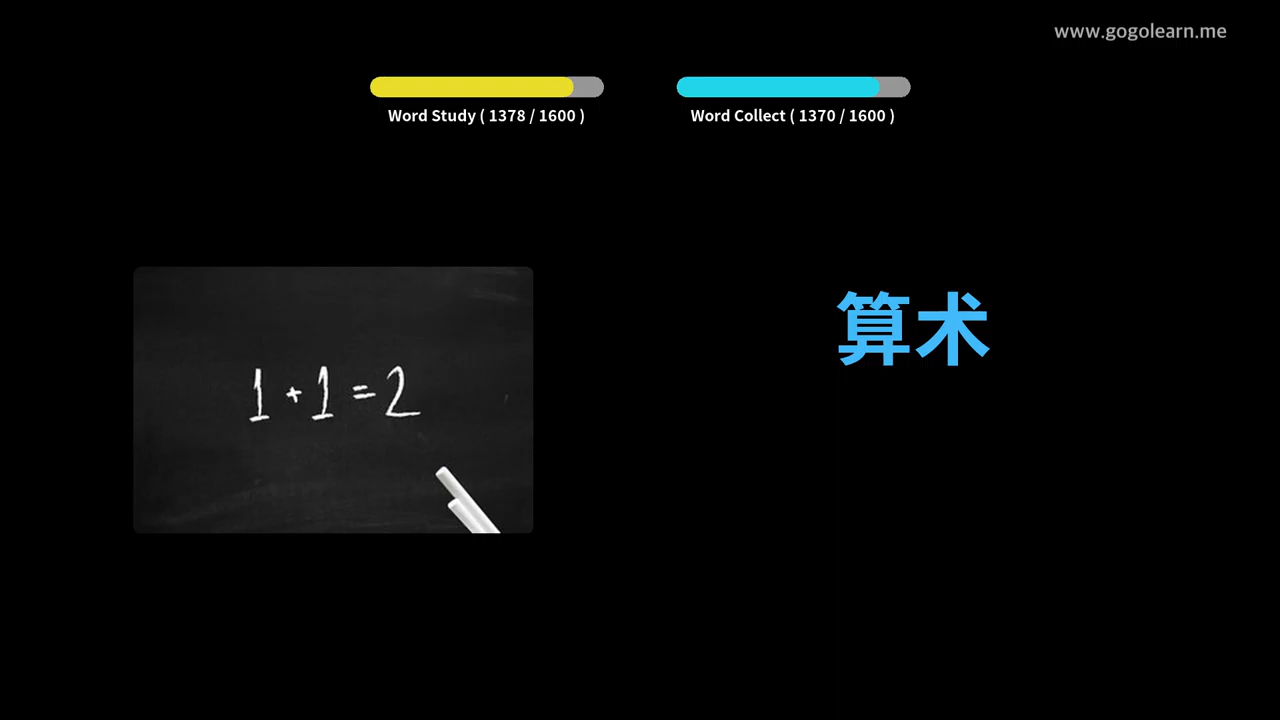 www.gogolearn.me
Word Study ( 1378 / 1600 )
Word Collect ( 1370 / 1600 )
算术
1 + 1 = 2